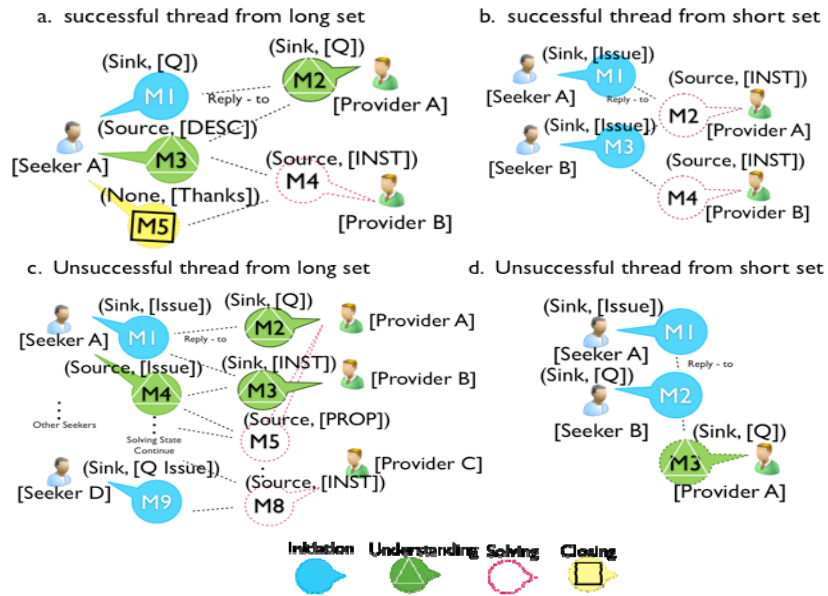 a. successful thread from long set
(Sink, [Q])
M1
Reply - to
(Sink, [Q])
M2
[Provider A]
[Seeker A]
(Source, [DESC])
M3
(Source, [INST])
M4
[Provider B]
(None, [Thanks])
M5
b. successful thread from short set
(Sink, [Issue])
M1
[Seeker A]
Reply - to
(Source, [INST])
M2
[Provider A]
(Sink, [Issue])
M3
[Seeker B]
(Source, [INST])
M4
[Provider B]
c. Unsuccessful thread from long set
(Sink, [Issue])
M1
[Seeker A]
Reply - to
(Sink, [Q])
M2
[Provider A]
(Source, [Issue])
M4
(Sink, [INST])
M3
[Provider B]
Other Seekers
Solving State
Continue
(Source, [PROP])
M5
(Sink, [Q Issue])
M9
[Seeker D]
(Source, [INST])
M8
[Provider C]
d. Unsuccessful thread from short set
(Sink, [Issue])
M1
[Seeker A]
Reply - to
(Sink, [Q])
M2
[Seeker B]
(Sink, [Q])
M3
[Provider A]
Initiation
Understanding
Solving
Closing